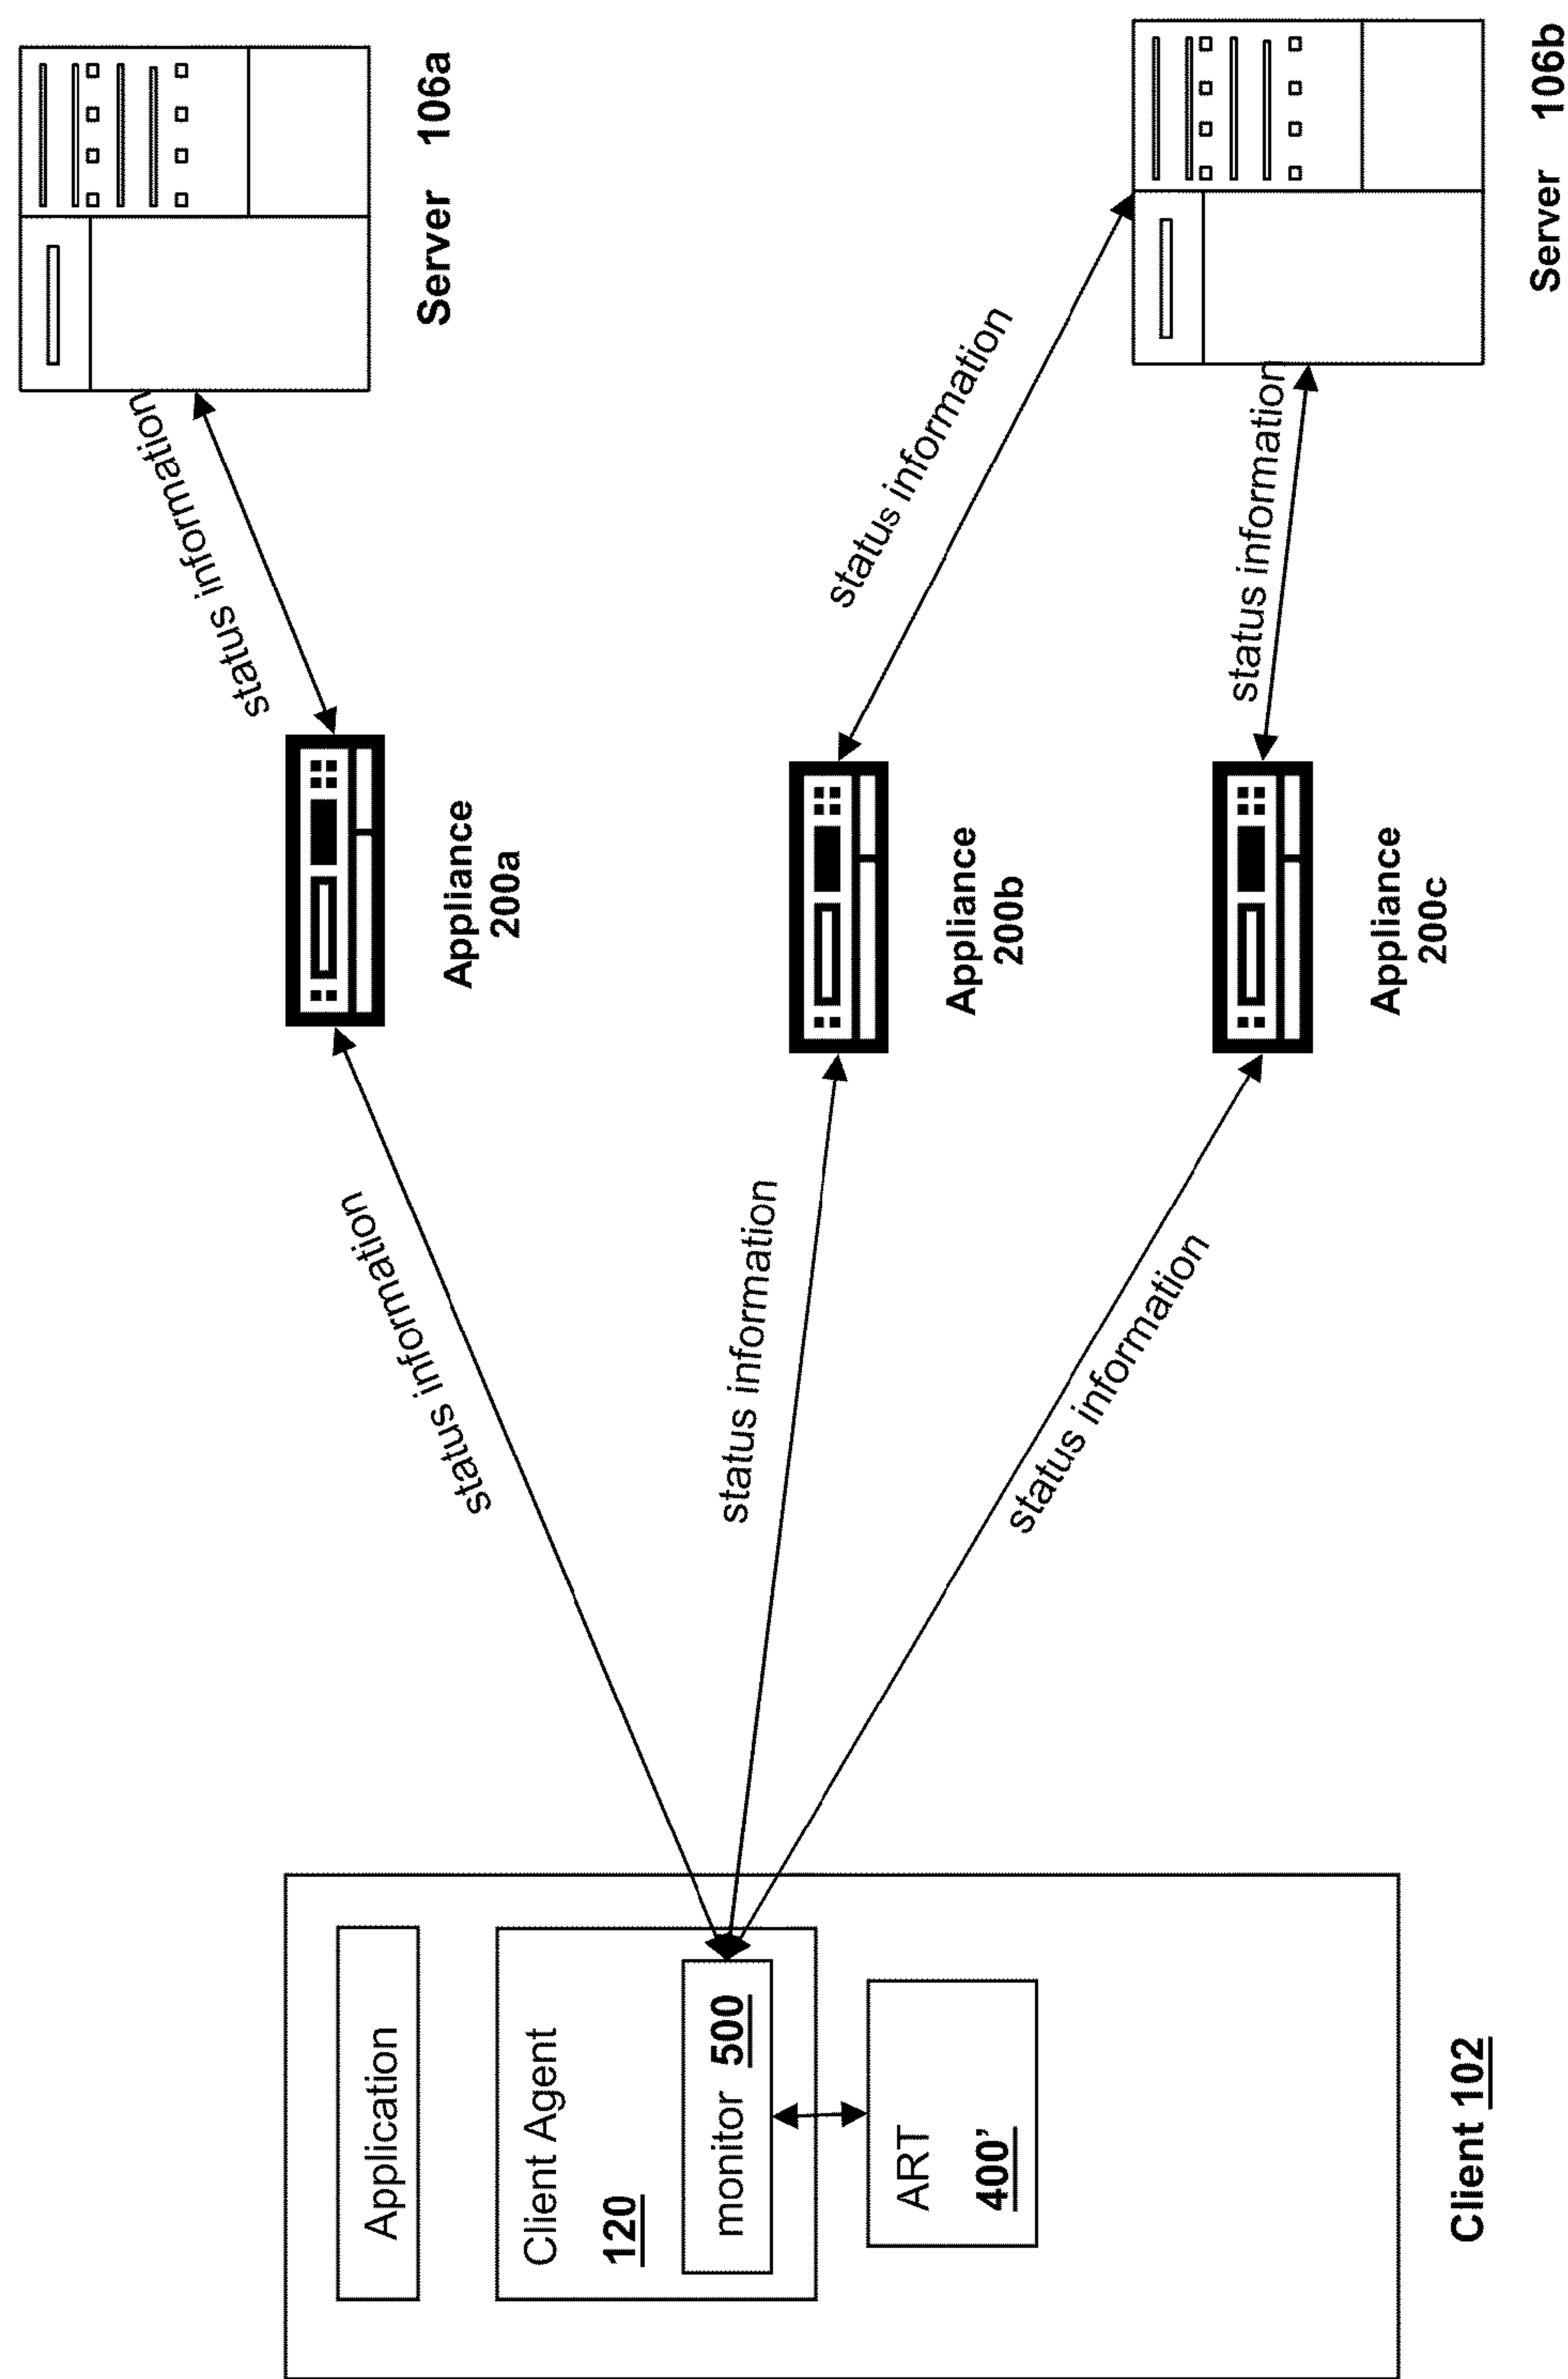 Application
Client Agent
120
monitor 500
ART
400’
Client 102
status information
status information
status information
Appliance
200a
Appliance
200b
Appliance
200c
status information
status information
status information
Server 106a
Server 106b